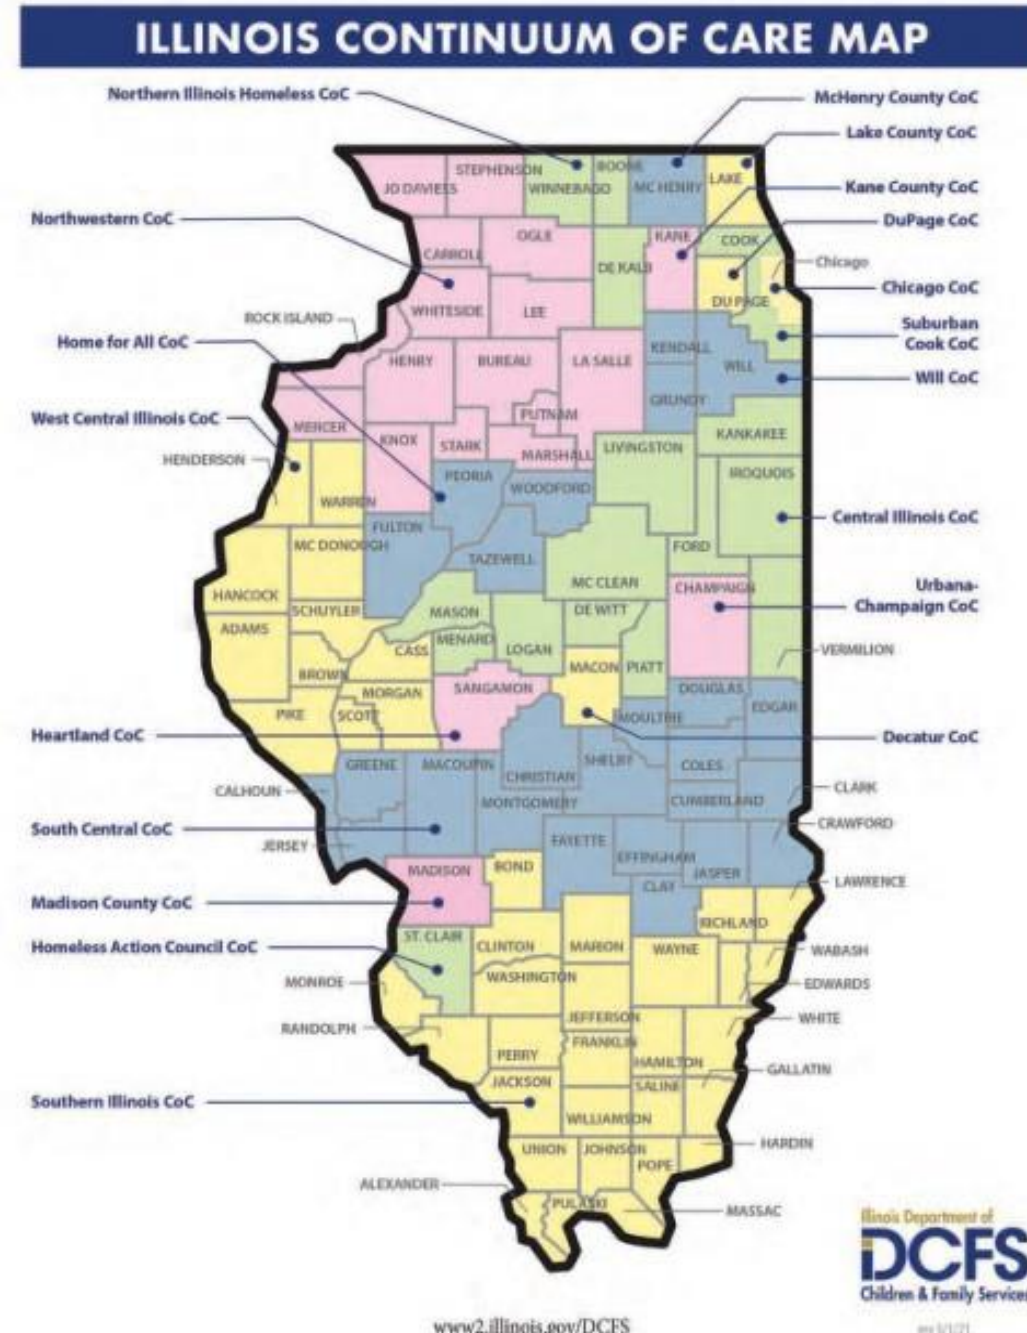 ILLINOIS CONTINUUM OF CARE MAP
Northern Illinois Homeless CoC
McHenry County CoC
Lake County CoC
Kane County CoC
DuPage CoC
Chicago
Chicago CoC
Suburban
Cook CoC
Will CoC
Central Illinois CoC
Urbana-
Champaign CoC
VERMILION
Decatur CoC
CLARK
CRAWFORD
LAWRENCE
WABASH
EDWARDS
WHITE
GALLATIN
HARDIN
MASSAC
Northwestern CoC
ROCK ISLAND
Home for All CoC
West Central Illinois CoC
HENDERSON
Heartland CoC
CALHOUN
South Central CoC
JERSEY
Madison County CoC
Homeless Action Council CoC
MONROE
RANDOLPH
Southern Illinois CoC
ALEXANDER
JO DAVIESS
STEPHENSON
WINNEBAGO
BOONE
MC HENRY
LAKE
CARROLL
OGLE
DE KALB
KANE
COOK
DU PAGE
WHITESIDE
LEE
KENDALL
WILL
HENRY
BUREAU
LA SALLE
GRUNDY
PUTNAM
MERCER
KNOX
STARK
MARSHALL
LIVINGSTON
KANKAKEE
PEORIA
WOODFORD
IROQUOIS
WARREN
FULTON
MC DONOUGH
TAZEWELL
FORD
MC CLEAN
CHAMPAIGN
HANCOCK
SCHUYLER
MASON
DE WITT
ADAMS
MENARD
LOGAN
CASS
BROWN
MACON
PIATT
MORGAN
SANGAMON
DOUGLAS
PIKE
SCOTT
MOULTRIE
EDGAR
GREENE
MACOUPIN
CHRISTIAN
SHELBY
COLES
MONTGOMERY
CUMBERLAND
FAYETTE
EFFINGHAM
JASPER
MADISON
BOND
CLAY
RICHLAND
ST. CLAIR
CLINTON
MARION
WAYNE
WASHINGTON
JEFFERSON
PERRY
FRANKLIN
HAMILTON
JACKSON
SALINE
WILLIAMSON
UNION
JOHNSON
POPE
PULASKI
Illinois Department of
DCFS
Children & Family Services
www2.illinois.gov/DCFS